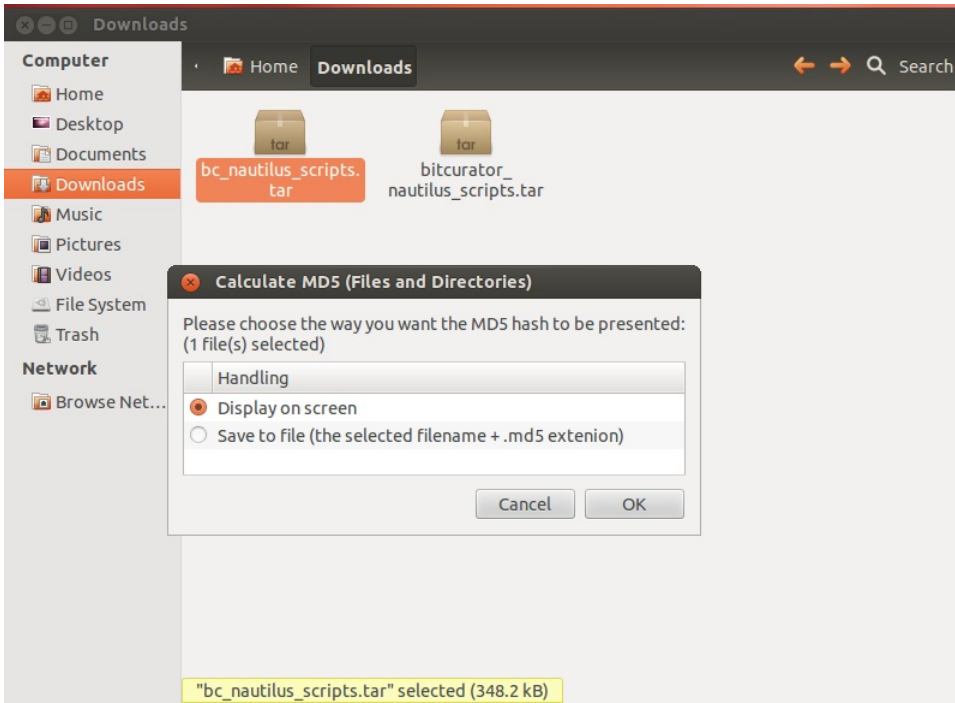 Downloads
Computer
Home
Desktop
Documents
Downloads
Music
Pictures
Videos
File System
Trash
Network
Browse Net...
Home Downloads
Search
tar
bc_nautilus_scripts.
tar
tar
bitcurator_
nautilus_scripts.tar
Calculate MD5 (Files and Directories)
Please choose the way you want the MD5 hash to be presented:
(1 file(s) selected)
Handling
Display on screen
Save to file (the selected filename + .md5 extenion)
Cancel OK
"bc_nautilus_scripts.tar" selected (348.2 kB)